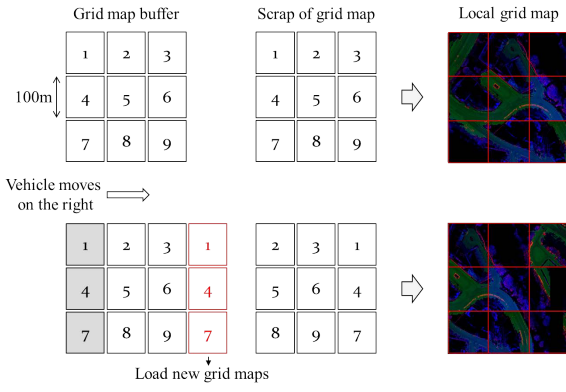 Grid map buffer
Scrap of grid map
Local grid map
1 2 3
1 2 3
100m
4 5 6
4 5 6
7 8 9
7 8 9
Vehicle moves
on the right
1 2 3 1
2 3 1
4 5 6 4
5 6 4
7 8 9 7
8 9 7
Load new grid maps